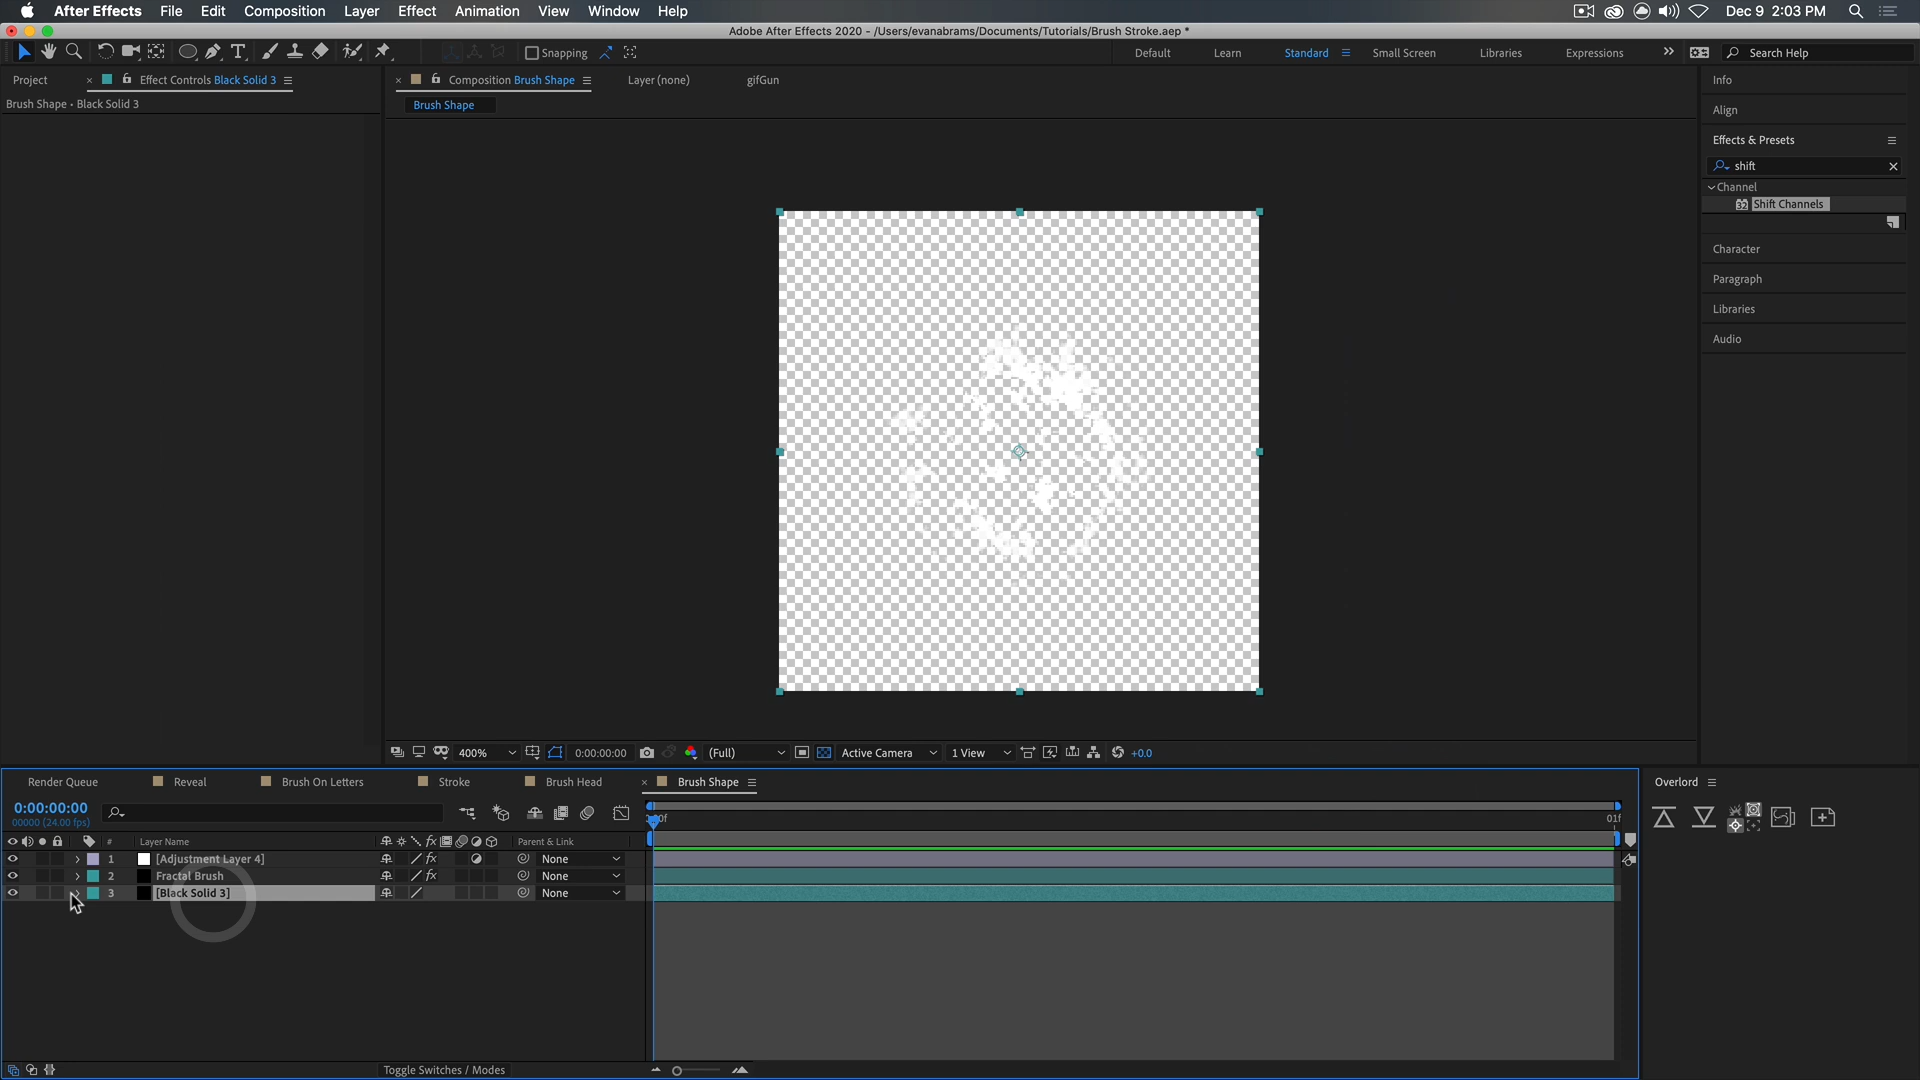 After Effects File Edit Composition Layer Effect Animation View Window Help Dec 9 2:03 PM
Adobe After Effects 2020 - /Users/evanabrams/Documents/Tutorials/Brush Stroke.aep *
Snapping Default Learn Standard Small Screen Libraries Expressions Search Help
Project Effect Controls Black Solid 3 Composition Brush Shape Layer (none) gifGun Info
Brush Shape • Black Solid 3 Brush Shape
Align
Effects & Presets
shift
Channel
32 Shift Channels
Character
Paragraph
Libraries
Audio
400% 0:00:00:00 (Full) Active Camera 1 View +0.0
Render Queue Reveal Brush On Letters Stroke Brush Head Brush Shape Overlord
0:00:00:00
00000 (24.00 fps) 01f
# Layer Name Parent & Link
1 [Adjustment Layer 4] fx None
2 Fractal Brush fx None
3 [Black Solid 3] None
Toggle Switches / Modes